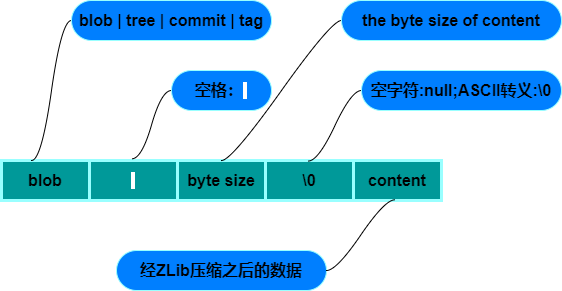 blob | tree | commit | tag
the byte size of content
空格：
空字符:null;ASCII转义:\0
blob
byte size
\0
content
经ZLib压缩之后的数据